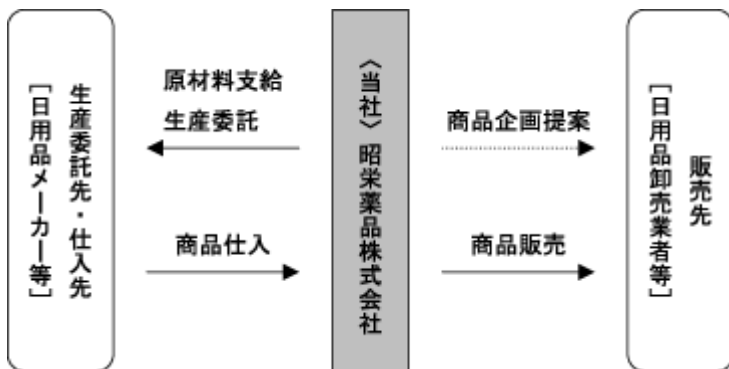 生産委託先・仕入先
[日用品メーカー等]
原材料支給
生産委託
商品仕入
〈当社〉昭栄薬品株式会社
商品企画提案
商品販売
販売先
[日用品卸売業者等]